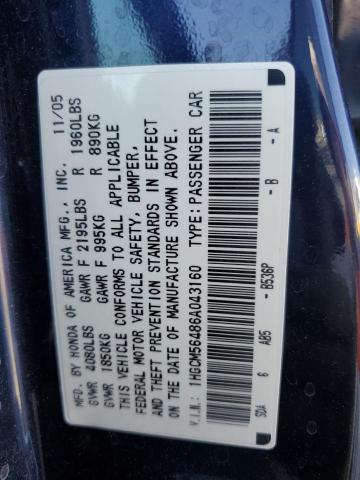 MFD. BY HONDA OF AMERICA MFG., INC. 11/05
GVWR 4080LBS GAWR F 2195LBS R 1960LBS
GVWR 1850KG GAWR F 995KG R 890KG
THIS VEHICLE CONFORMS TO ALL APPLICABLE
FEDERAL MOTOR VEHICLE SAFETY, BUMPER,
AND THEFT PREVENTION STANDARDS IN EFFECT
ON THE DATE OF MANUFACTURE SHOWN ABOVE.
V.I.N.: 1HGCM56486A043160 TYPE: PASSENGER CAR
SDA 6 AB5 -B536P -B -A